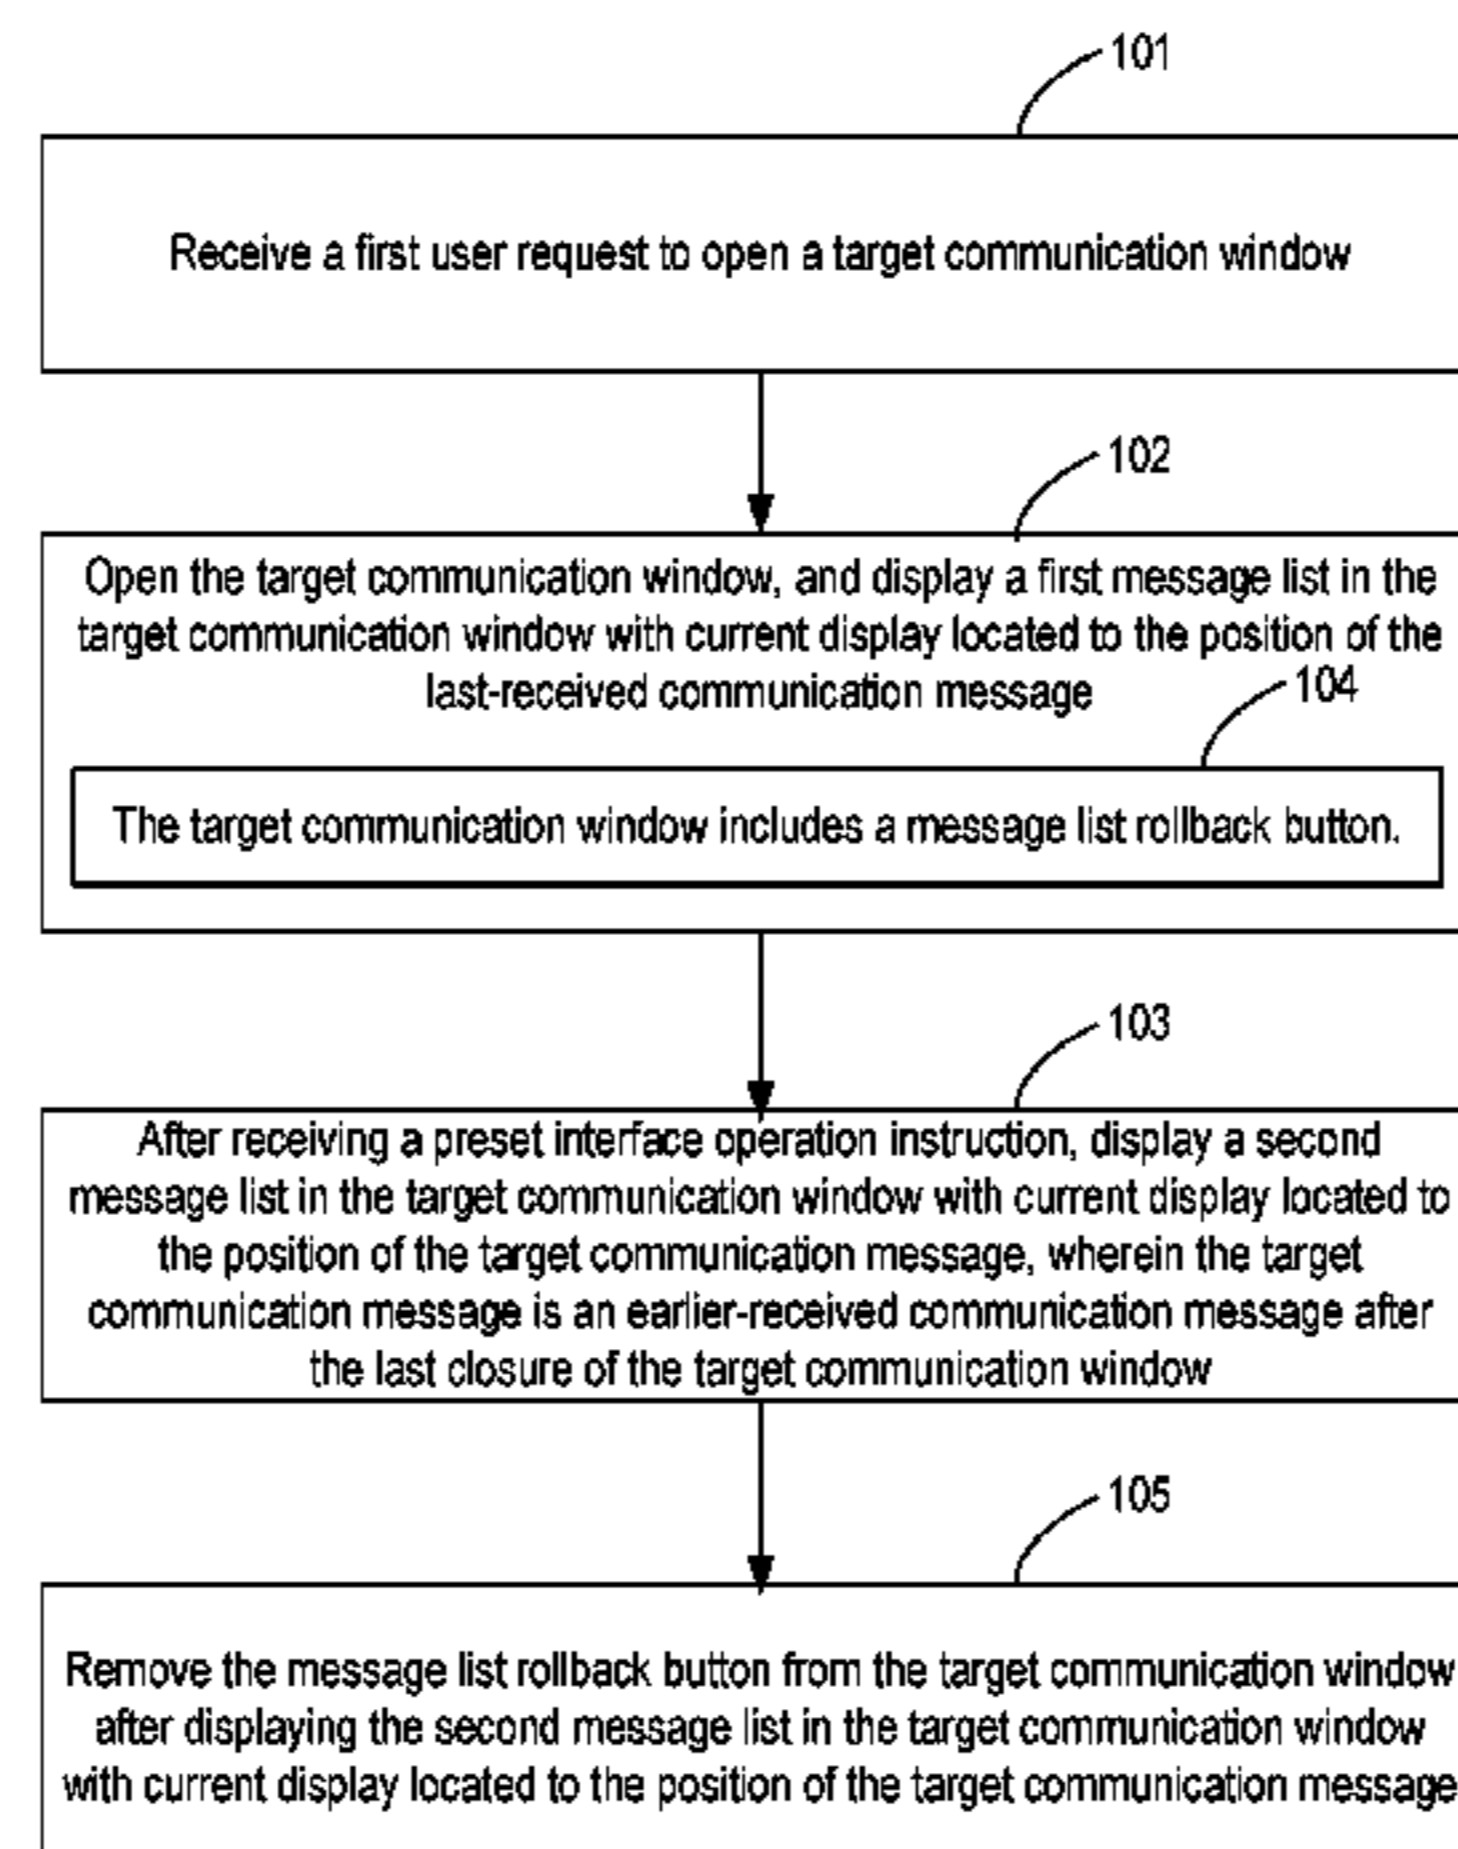 101
Receive a first user request to open a target communication window
102
Open the target communication window, and display a first message list in the
target communication window with current display located to the position of the
last-received communication message
104
The target communication window includes a message list rollback button.
103
After receiving a preset interface operation instruction, display a second
message list in the target communication window with current display located to
the position of the target communication message, wherein the target
communication message is an earlier-received communication message after
the last closure of the target communication window
105
Remove the message list rollback button from the target communication window
after displaying the second message list in the target communication window
with current display located to the position of the target communication message